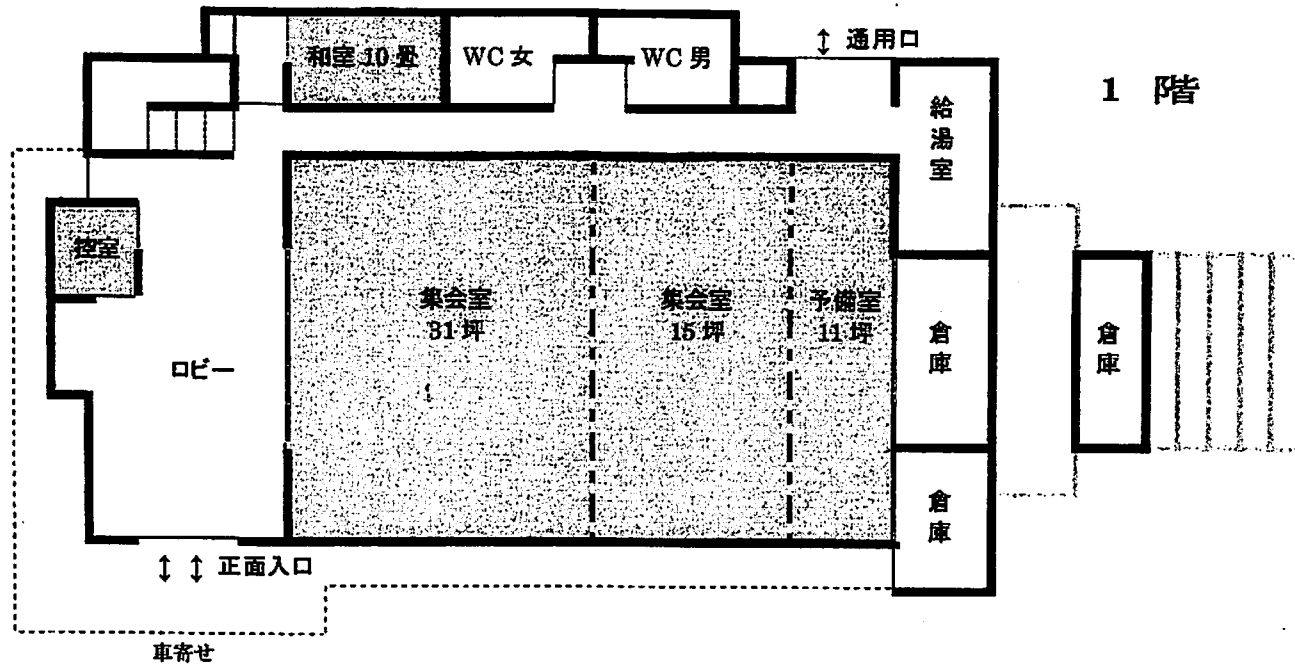 通用口
和室 10 畳
WC 女
WC 男
1 階
給湯室
控室
集会室
31 坪
集会室
15 坪
予備室
11 坪
倉庫
倉庫
ロビー
倉庫
正面入口
車寄せ